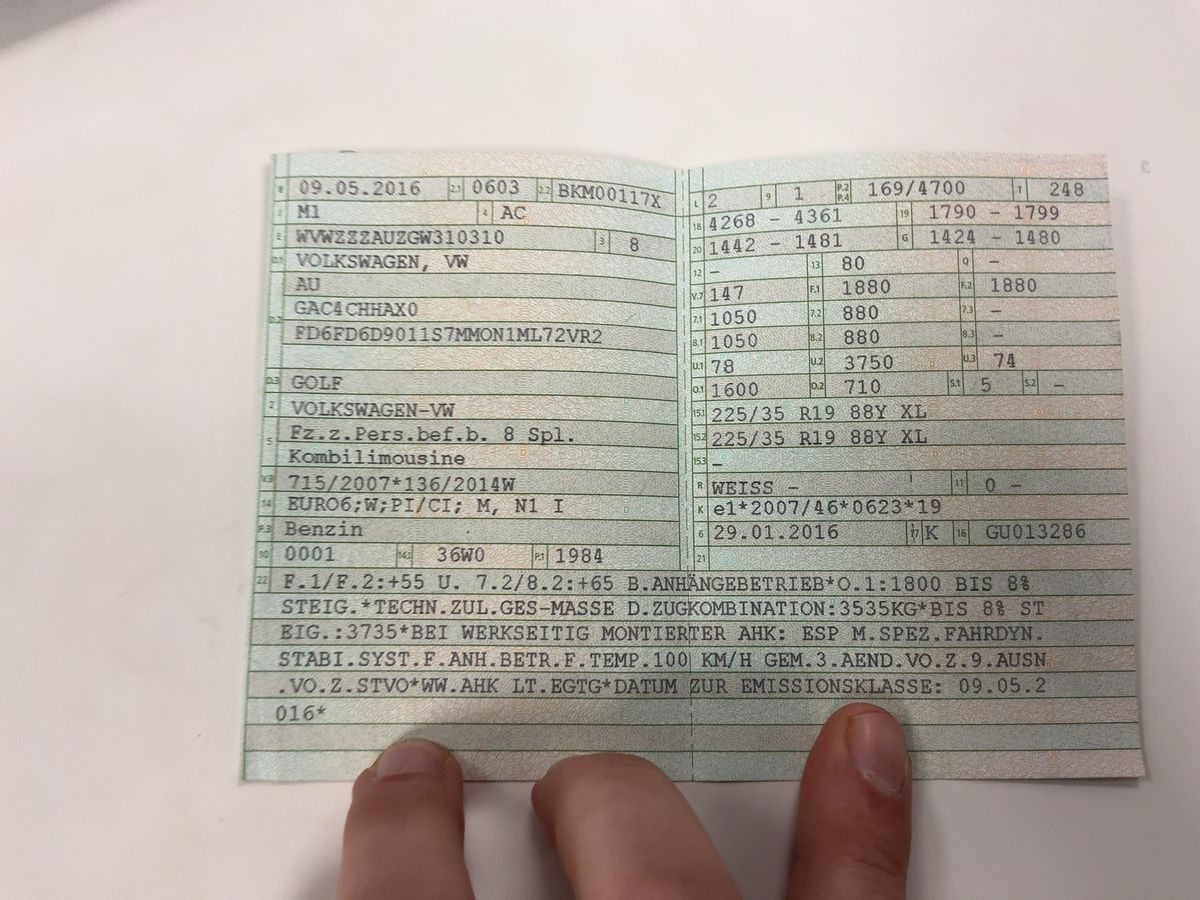 B 09.05.2016 2.1 0603 2.2 BKM00117X
J M1 4 AC
E WVWZZZAUZGW310310 3 8
D.1 VOLKSWAGEN, VW
AU
D.2 GAC4CHHAX0
FD6FD6D9011S7MMON1ML72VR2
D.3 GOLF
2 VOLKSWAGEN-VW
5 Fz.z.Pers.bef.b. 8 Spl.
Kombilimousine
V.9 715/2007*136/2014W
14 EURO6;W;PI/CI; M, N1 I
P.3 Benzin
10 0001 14.1 36W0 P.1 1984
L 2 9 1 P.2 P.4 169/4700 T 248
18 4268 - 4361 19 1790 - 1799
20 1442 - 1481 G 1424 - 1480
12 - 13 80 Q -
V.7 147 F.1 1880 F.2 1880
7.1 1050 7.2 880 7.3 -
8.1 1050 8.2 880 8.3 -
U.1 78 U.2 3750 U.3 74
O.1 1600 O.2 710 S.1 5 S.2 -
15.1 225/35 R19 88Y XL
15.2 225/35 R19 88Y XL
15.3 -
R WEISS - 11 0 -
K e1*2007/46*0623*19
6 29.01.2016 17 K 16 GU013286
21
22 F.1/F.2:+55 U. 7.2/8.2:+65 B.ANHÄNGEBETRIEB*O.1:1800 BIS 8%
STEIG.*TECHN.ZUL.GES-MASSE D.ZUGKOMBINATION:3535KG*BIS 8% ST
EIG.:3735*BEI WERKSEITIG MONTIERTER AHK: ESP M.SPEZ.FAHRDYN.
STABI.SYST.F.ANH.BETR.F.TEMP.100 KM/H GEM.3.AEND.VO.Z.9.AUSN
.VO.Z.STVO*WW.AHK LT.EGTG*DATUM ZUR EMISSIONSKLASSE: 09.05.2
016*